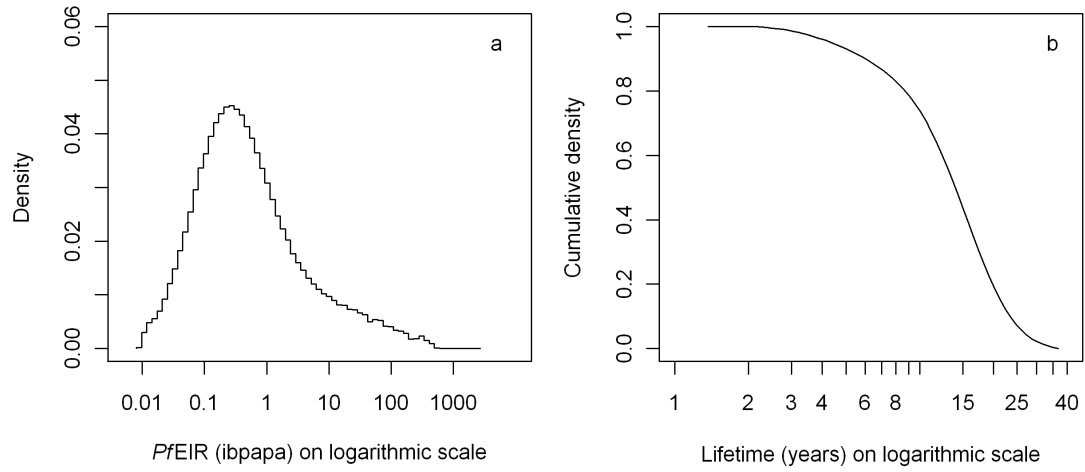 a
0.06
0.04
0.02
0.00
Density
0.01 0.1 1 10 100 1000
PfEIR (ibpapa) on logarithmic scale
b
1.0
0.8
0.6
0.4
0.2
0.0
Cumulative density
1 2 3 4 6 8 15 25 40
Lifetime (years) on logarithmic scale